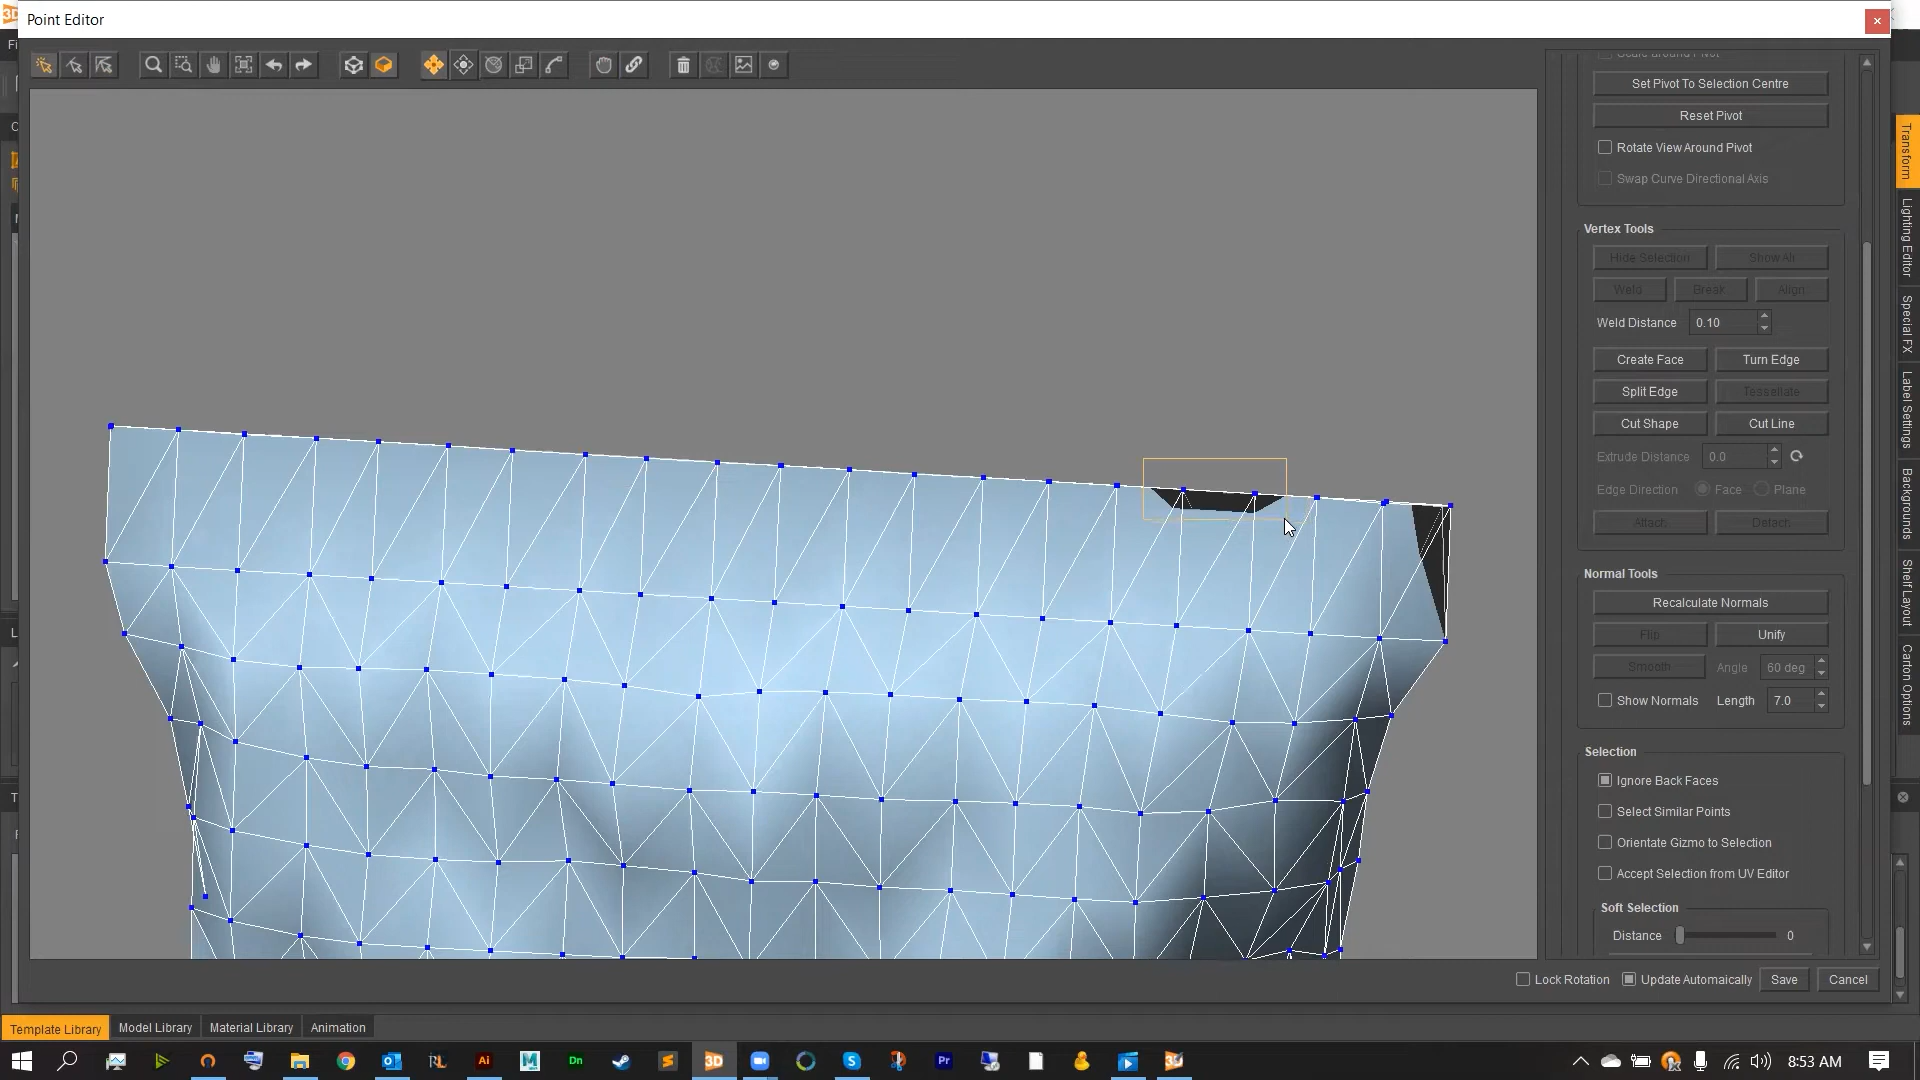 Point Editor
Scale around Pivot
Set Pivot To Selection Centre
Reset Pivot
Rotate View Around Pivot
Swap Curve Directional Axis
Vertex Tools
Hide Selection Show All
Weld Break Align
Weld Distance 0.10
Create Face Turn Edge
Split Edge Tessellate
Cut Shape Cut Line
Extrude Distance 0.0
Edge Direction Face Plane
Attach Detach
Normal Tools
Recalculate Normals
Flip Unify
Smooth Angle 60 deg
Show Normals Length 7.0
Selection
Ignore Back Faces
Select Similar Points
Orientate Gizmo to Selection
Accept Selection from UV Editor
Soft Selection
Distance 0
Lock Rotation Update Automatically Save Cancel
Transform
Lighting Editor
Special FX
Label Settings
Backgrounds
Shelf Layout
Carton Options
Template Library Model Library Material Library Animation
8:53 AM